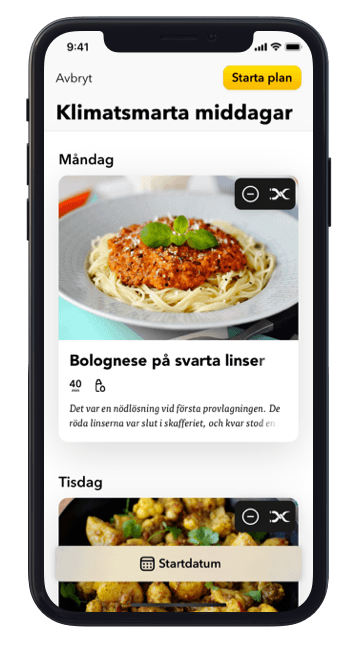 9:41
Avbryt
Starta plan
Klimatsmarta middagar
Måndag
Bolognese på svarta linser
40
Det var en nödlösning vid första provlagningen. De
röda linserna var slut i skafferiet, och kvar stod en
Tisdag
Startdatum